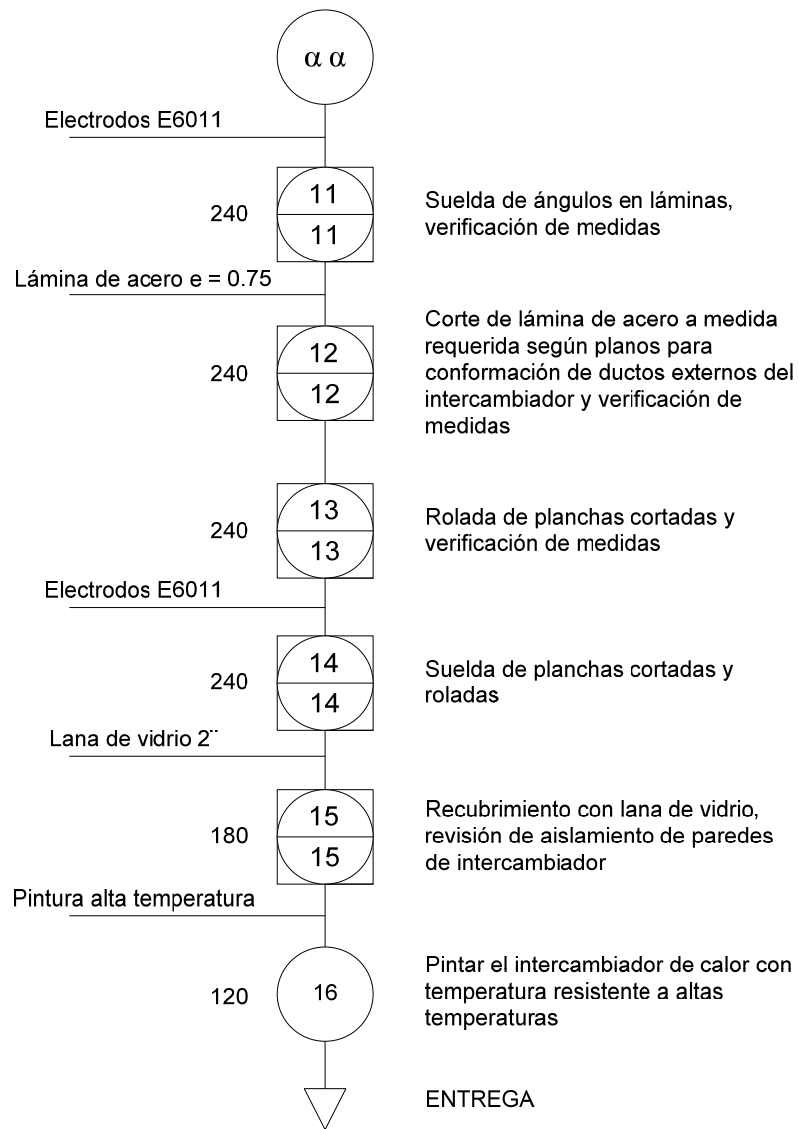 α α
Electrodos E6011
11
11
240
Suelda de ángulos en láminas,
verificación de medidas
Lámina de acero e = 0.75
12
12
240
Corte de lámina de acero a medida
requerida según planos para
conformación de ductos externos del
intercambiador y verificación de
medidas
13
13
240
Rolada de planchas cortadas y
verificación de medidas
Electrodos E6011
14
14
240
Suelda de planchas cortadas y
roladas
Lana de vidrio 2¨
15
15
180
Recubrimiento con lana de vidrio,
revisión de aislamiento de paredes
de intercambiador
Pintura alta temperatura
16
120
Pintar el intercambiador de calor con
temperatura resistente a altas
temperaturas
ENTREGA